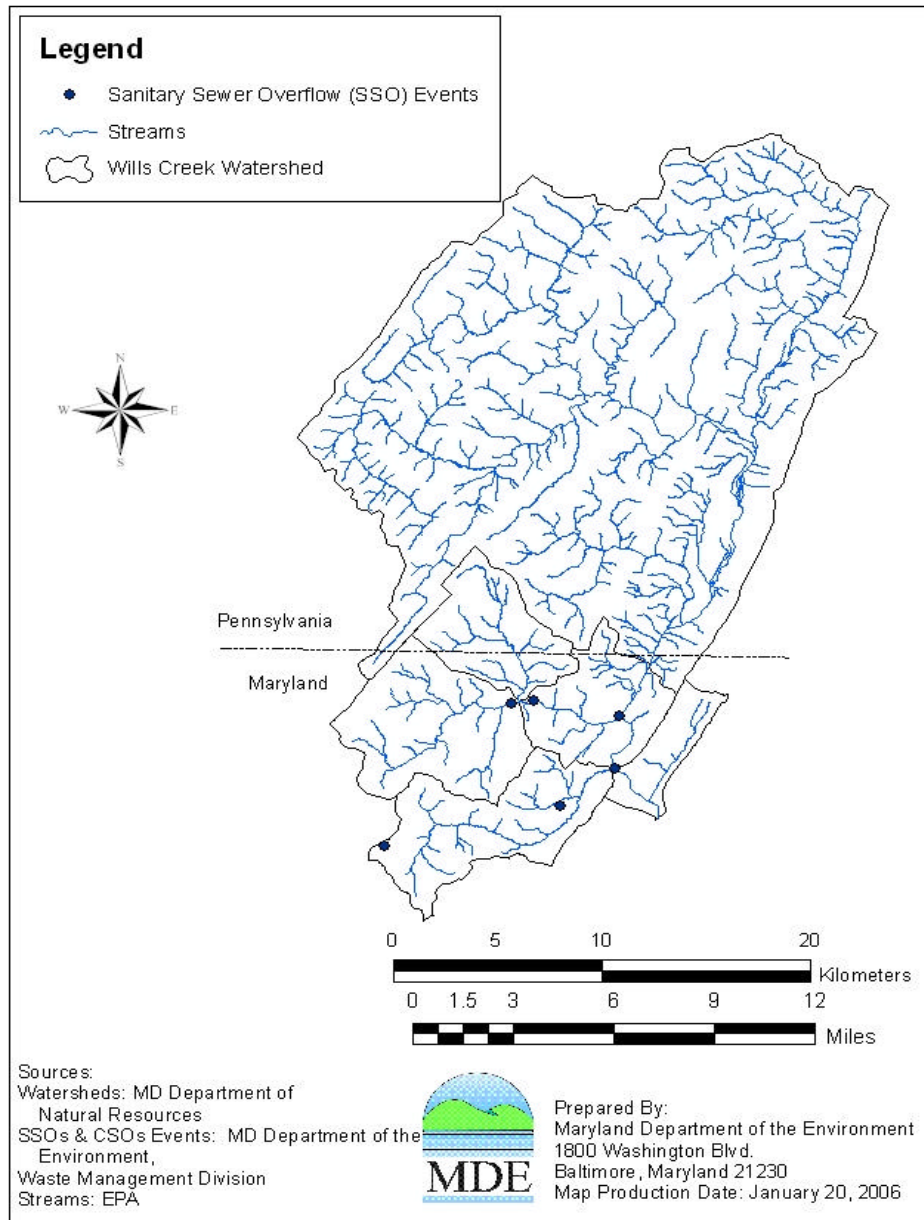 Legend
Sanitary Sewer Overflow (SSO) Events
Streams
Wills Creek Watershed
N
W E
S
Pennsylvania
Maryland
0 5 10 20
Kilometers
0 1.5 3 6 9 12
Miles
Sources:
Watersheds: MD Department of
Natural Resources
SSOs & CSOs Events: MD Department of the
Environment,
Waste Management Division
Streams: EPA
MDE
Prepared By:
Maryland Department of the Environment
1800 Washington Blvd.
Baltimore, Maryland 21230
Map Production Date: January 20, 2006